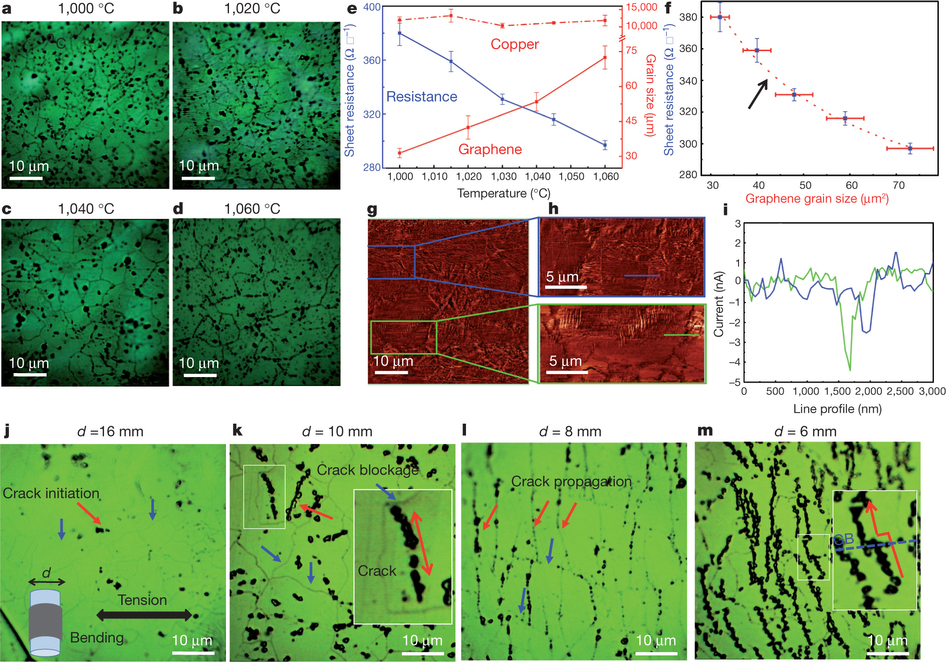 a 1,000 °C
10 μm
b 1,020 °C
10 μm
c 1,040 °C
10 μm
d 1,060 °C
10 μm
e
Sheet resistance (Ω □⁻¹)
400
360
320
280
Copper
Resistance
Graphene
15,000
10,000
75
60
45
30
Grain size (μm)
1,000 1,010 1,020 1,030 1,040 1,050 1,060
Temperature (°C)
f
Sheet resistance (Ω □⁻¹)
380
360
340
320
300
280
30 40 50 60 70
Graphene grain size (μm²)
g
10 μm
h
5 μm
5 μm
i
Current (nA)
3
2
1
0
−1
−2
−3
−4
−5
0 500 1,000 1,500 2,000 2,500 3,000
Line profile (nm)
j d =16 mm
Crack initiation
d
Tension
Bending
10 μm
k d = 10 mm
Crack blockage
Crack
10 μm
l d = 8 mm
Crack propagation
10 μm
m d = 6 mm
GB
10 μm